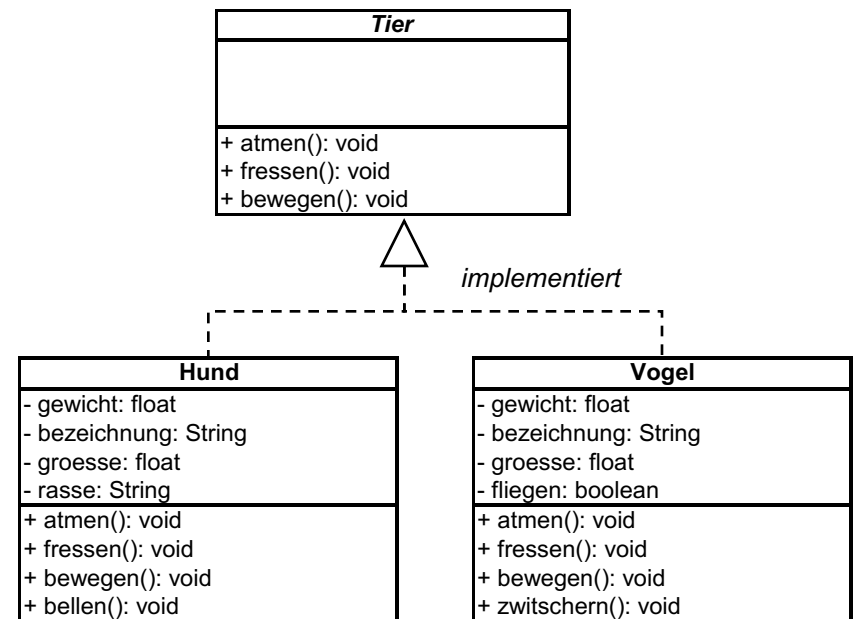 Tier
+ atmen(): void
+ fressen(): void
+ bewegen(): void
implementiert
Hund
- gewicht: float
- bezeichnung: String
- groesse: float
- rasse: String
+ atmen(): void
+ fressen(): void
+ bewegen(): void
+ bellen(): void
Vogel
- gewicht: float
- bezeichnung: String
- groesse: float
- fliegen: boolean
+ atmen(): void
+ fressen(): void
+ bewegen(): void
+ zwitschern(): void